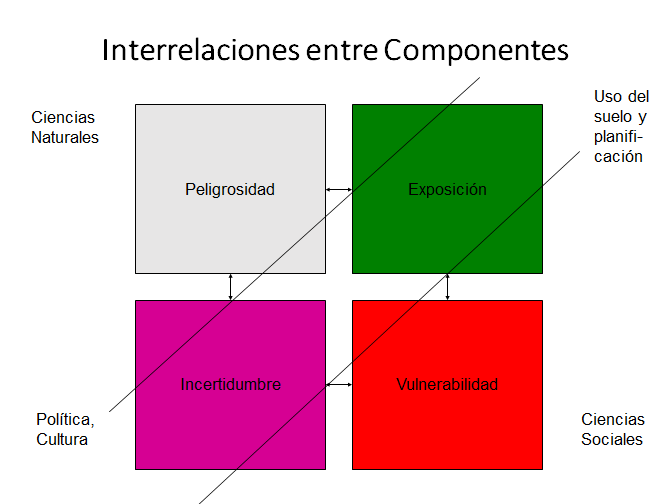 Interrelaciones entre Componentes
Ciencias
Naturales
Uso del
suelo y
planifi-
cación
Peligrosidad
Exposición
Incertidumbre
Vulnerabilidad
Política,
Cultura
Ciencias
Sociales